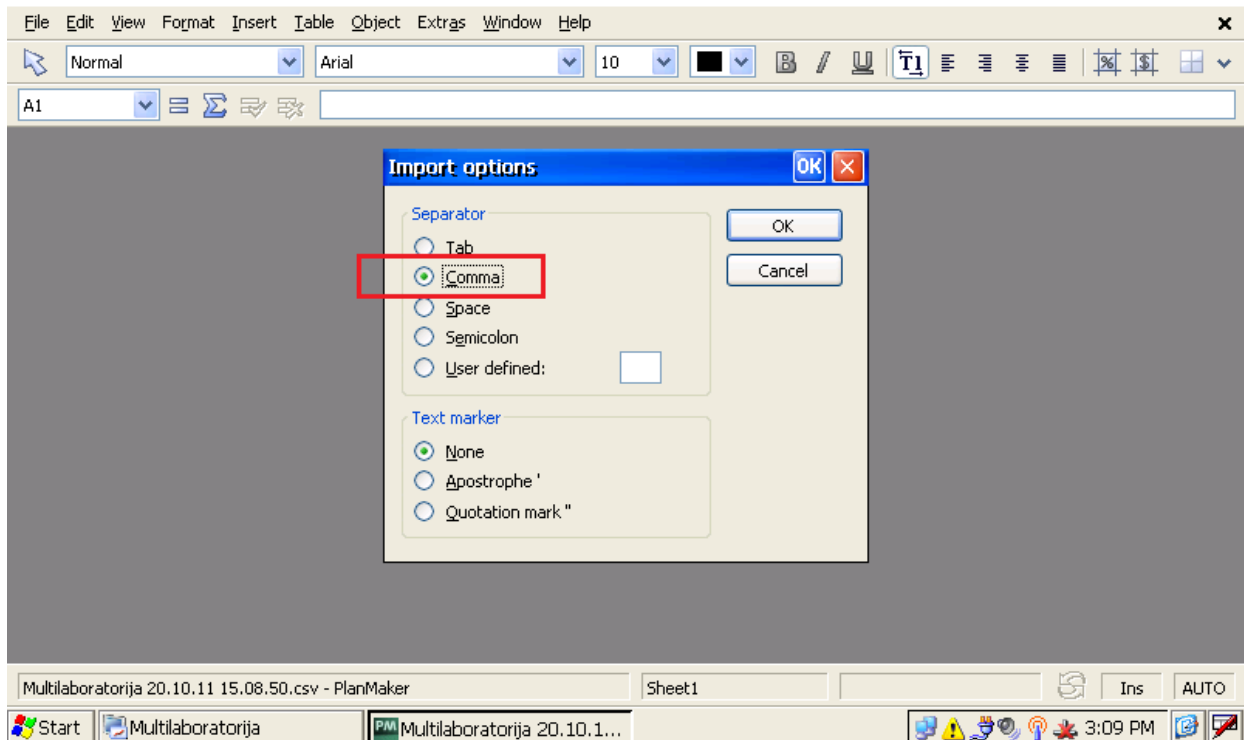 File Edit View Format Insert Table Object Extras Window Help
Normal Arial 10 B I U T1 % $
A1
Import options OK
Separator
OK
Tab
Comma
Cancel
Space
Semicolon
User defined:
Text marker
None
Apostrophe '
Quotation mark "
Multilaboratorija 20.10.11 15.08.50.csv - PlanMaker Sheet1 Ins AUTO
Start Multilaboratorija PM Multilaboratorija 20.10.1... 3:09 PM